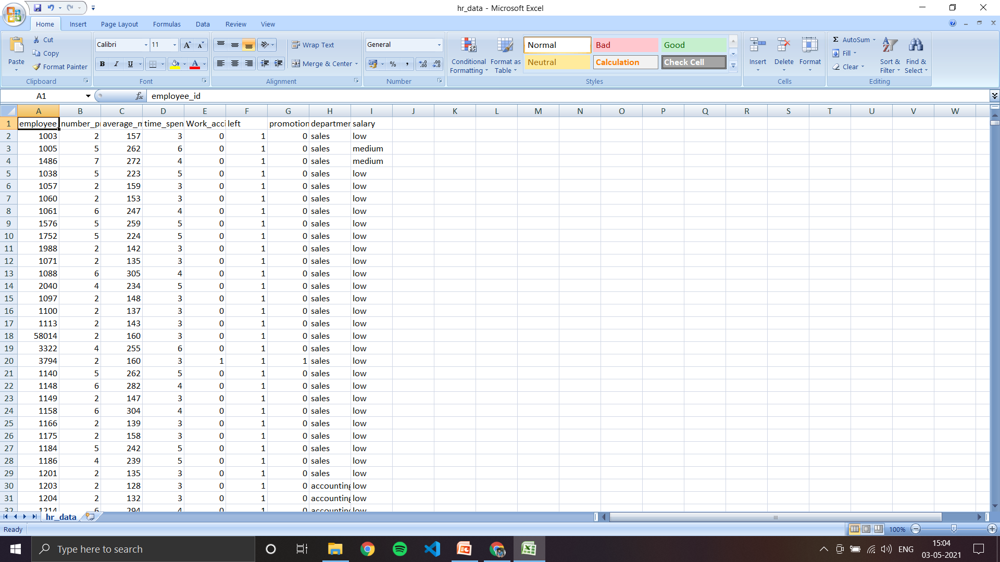 hr_data - Microsoft Excel
Home Insert Page Layout Formulas Data Review View
Paste
Cut
Copy
Format Painter
Clipboard
Calibri 11
B I U
Font
Wrap Text
Merge & Center
Alignment
General
%
Number
Conditional Formatting
Format as Table
Normal Bad Good
Neutral Calculation Check Cell
Styles
Insert Delete Format
Cells
Σ AutoSum
Fill
Clear
Sort & Filter
Find & Select
Editing
A1 fx employee_id
A B C D E F G H I J K L M N O P Q R S T U V W
1 employee_ number_pr average_m time_spen Work_acci left promotion departmen salary
2 1003 2 157 3 0 1 0 sales low
3 1005 5 262 6 0 1 0 sales medium
4 1486 7 272 4 0 1 0 sales medium
5 1038 5 223 5 0 1 0 sales low
6 1057 2 159 3 0 1 0 sales low
7 1060 2 153 3 0 1 0 sales low
8 1061 6 247 4 0 1 0 sales low
9 1576 5 259 5 0 1 0 sales low
10 1752 5 224 5 0 1 0 sales low
11 1988 2 142 3 0 1 0 sales low
12 1071 2 135 3 0 1 0 sales low
13 1088 6 305 4 0 1 0 sales low
14 2040 4 234 5 0 1 0 sales low
15 1097 2 148 3 0 1 0 sales low
16 1100 2 137 3 0 1 0 sales low
17 1113 2 143 3 0 1 0 sales low
18 58014 2 160 3 0 1 0 sales low
19 3322 4 255 6 0 1 0 sales low
20 3794 2 160 3 1 1 1 sales low
21 1140 5 262 5 0 1 0 sales low
22 1148 6 282 4 0 1 0 sales low
23 1149 2 147 3 0 1 0 sales low
24 1158 6 304 4 0 1 0 sales low
25 1166 2 139 3 0 1 0 sales low
26 1175 2 158 3 0 1 0 sales low
27 1184 5 242 5 0 1 0 sales low
28 1186 4 239 5 0 1 0 sales low
29 1201 2 135 3 0 1 0 sales low
30 1203 2 128 3 0 1 0 accounting low
31 1204 2 132 3 0 1 0 accounting low
32 1214 6 294 4 0 1 0 accounting low
hr_data
Ready 100%
Type here to search
ENG
15:04
03-05-2021